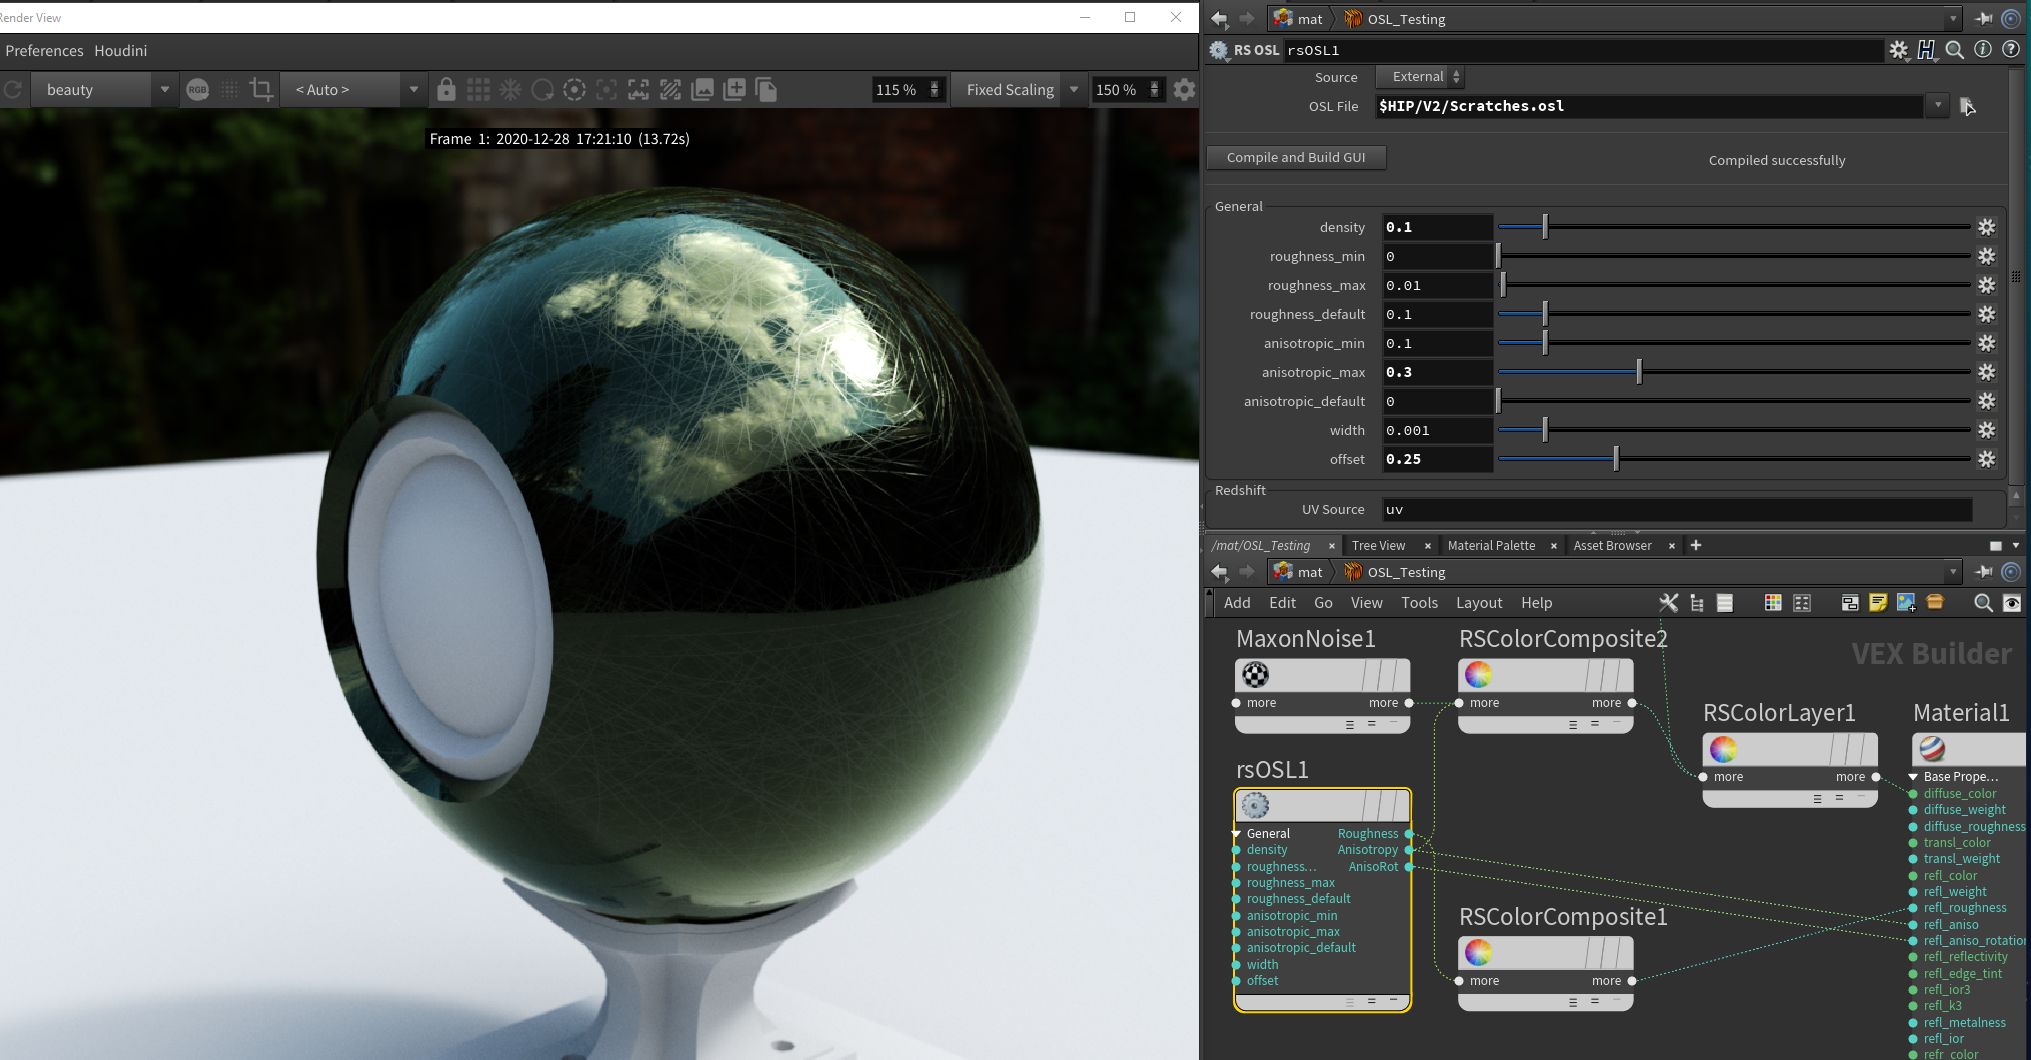 Render View
Preferences Houdini
beauty
RGB
< Auto >
115 %
Fixed Scaling
150 %
Frame 1: 2020-12-28 17:21:10 (13.72s)
mat OSL_Testing
RS OSL rsOSL1
Source External
OSL File $HIP/V2/Scratches.osl
Compile and Build GUI
Compiled successfully
General
density 0.1
roughness_min 0
roughness_max 0.01
roughness_default 0.1
anisotropic_min 0.1
anisotropic_max 0.3
anisotropic_default 0
width 0.001
offset 0.25
Redshift
UV Source uv
/mat/OSL_Testing × Tree View × Material Palette × Asset Browser × +
mat OSL_Testing
Add Edit Go View Tools Layout Help
VEX Builder
MaxonNoise1
more more
RSColorComposite2
more more
RSColorLayer1
more more
rsOSL1
General Roughness
density Anisotropy
roughness... AnisoRot
roughness_max
roughness_default
anisotropic_min
anisotropic_max
anisotropic_default
width
offset
RSColorComposite1
more more
Material1
Base Prope...
diffuse_color
diffuse_weight
diffuse_roughness
transl_color
transl_weight
refl_color
refl_weight
refl_roughness
refl_aniso
refl_aniso_rotation
refl_reflectivity
refl_edge_tint
refl_ior3
refl_k3
refl_metalness
refl_ior
refr_color